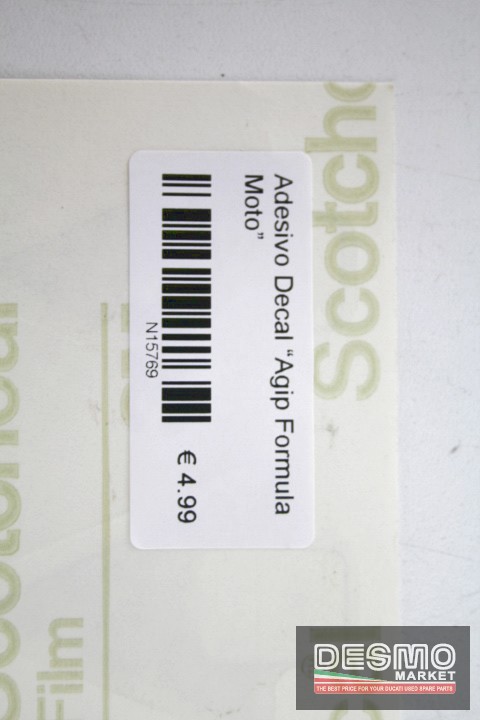 Adesivo Decal “Agip Formula
Moto”
N15769
€ 4.99
Scotch
Film
DESMO
MARKET
THE BEST PRICE FOR YOUR DUCATI USED SPARE PARTS